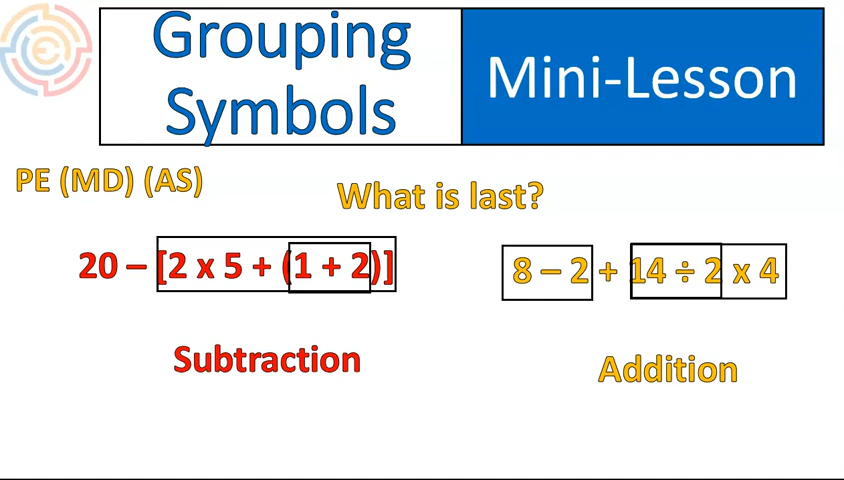 Grouping
Symbols
Mini-Lesson
PE (MD) (AS)
What is last?
20 – [2 x 5 + (1 + 2)]
8 – 2 + 14 ÷ 2 x 4
Subtraction
Addition